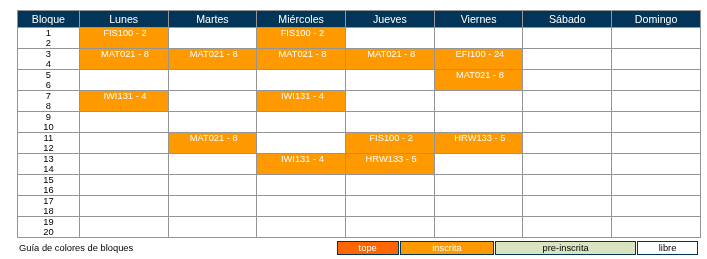 Bloque Lunes Martes Miércoles Jueves Viernes Sábado Domingo
1 FIS100 - 2 FIS100 - 2
2
3 MAT021 - 8 MAT021 - 8 MAT021 - 8 MAT021 - 8 EFI100 - 24
4
5 MAT021 - 8
6
7 IWI131 - 4 IWI131 - 4
8
9
10
11 MAT021 - 8 FIS100 - 2 HRW133 - 5
12
13 IWI131 - 4 HRW133 - 5
14
15
16
17
18
19
20
Guía de colores de bloques tope inscrita pre-inscrita libre